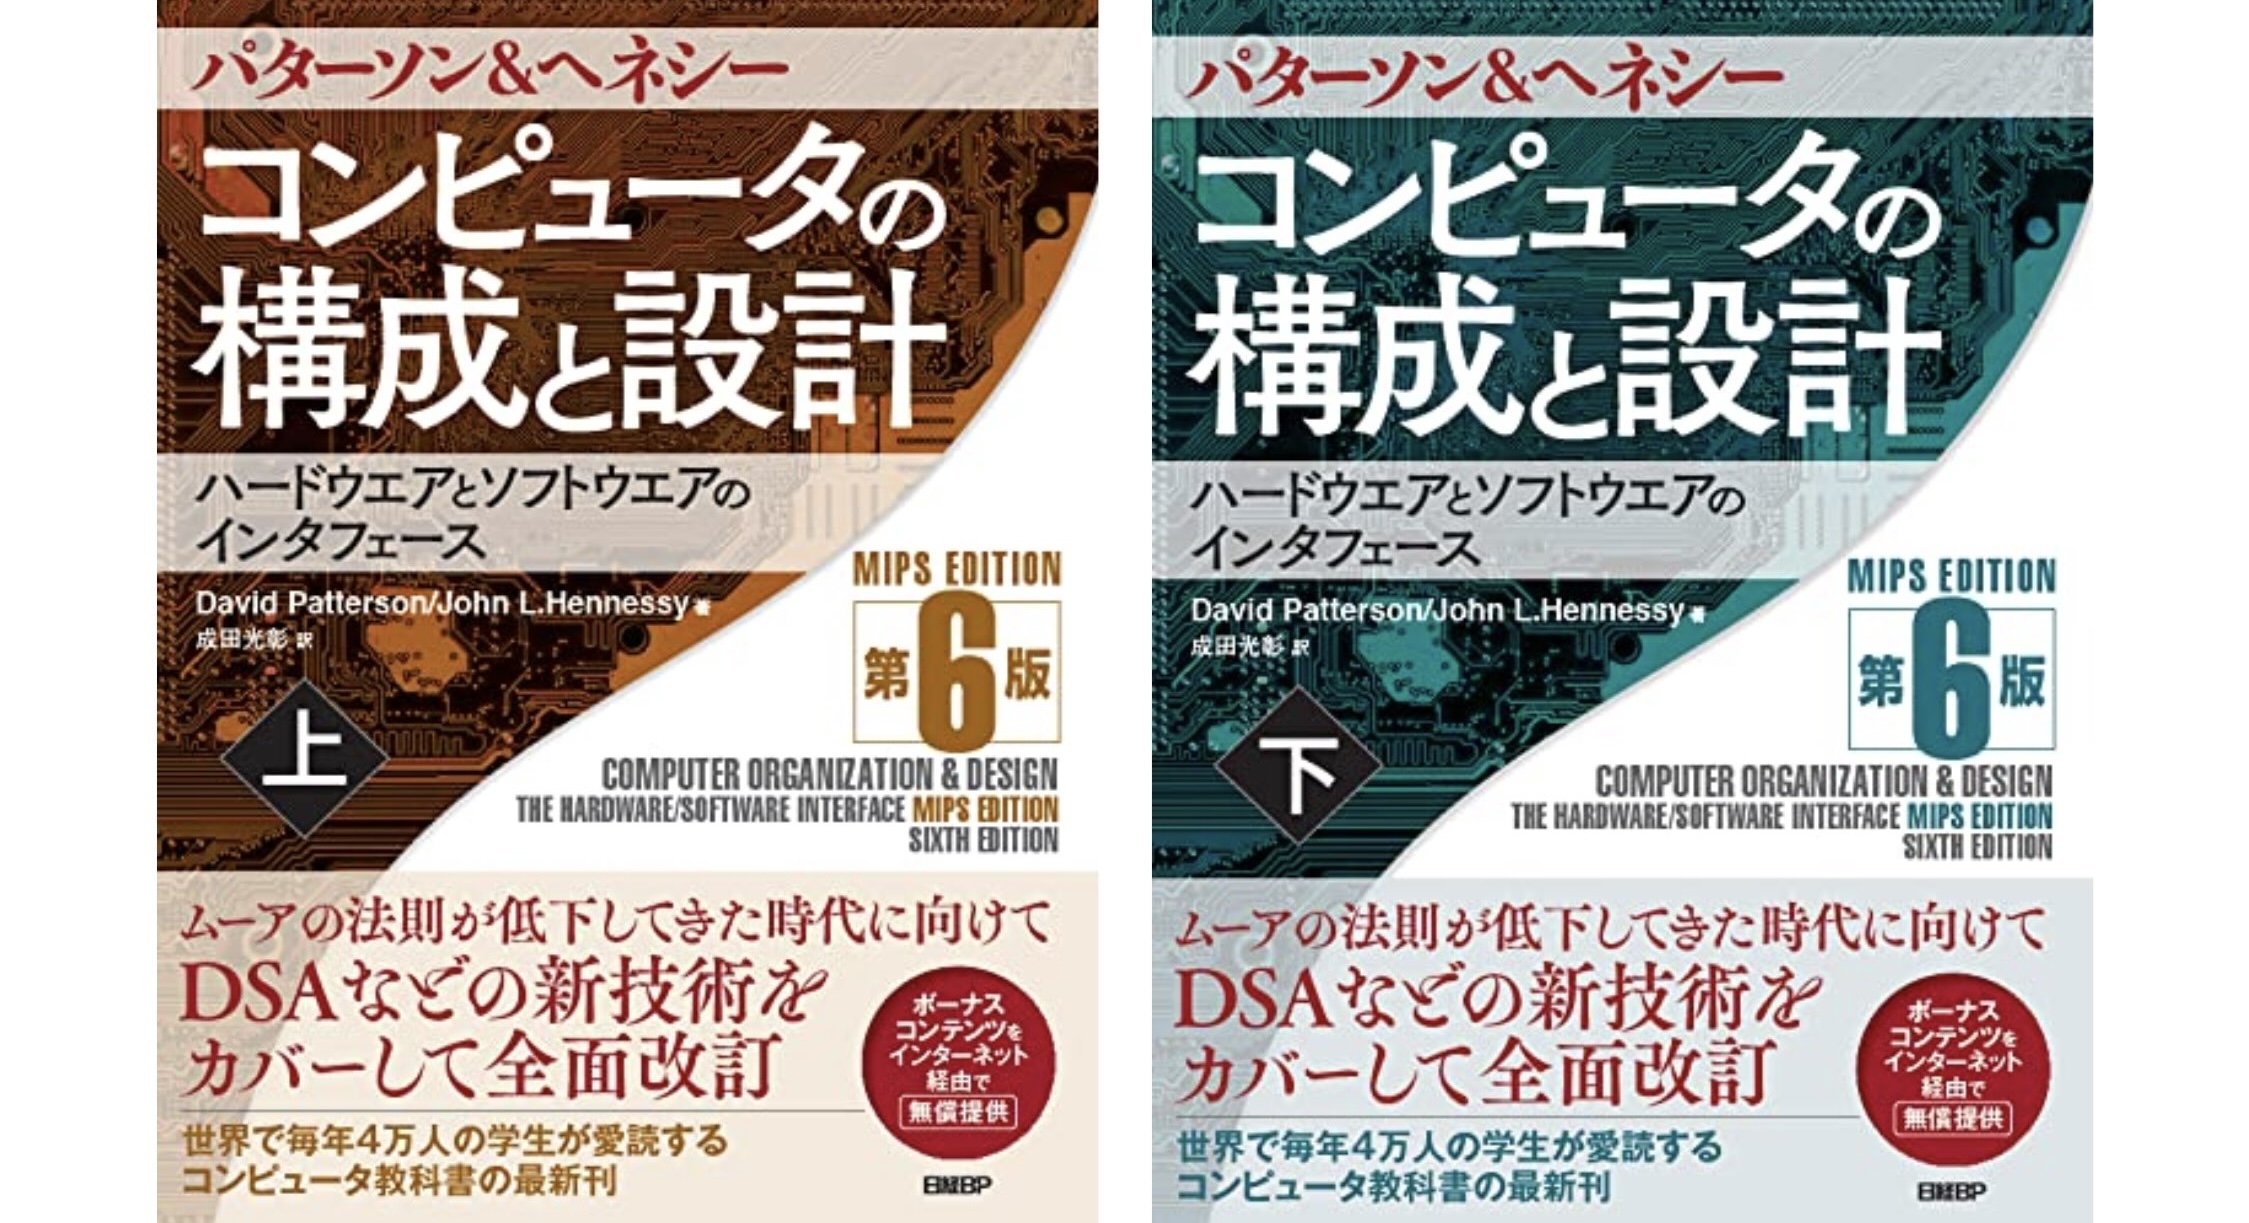 パターソン&ヘネシー
コンピュータの
構成と設計
ハードウエアとソフトウエアの
インタフェース
David Patterson/John L.Hennessy 著
成田光彰 訳
上
MIPS EDITION
第6版
COMPUTER ORGANIZATION & DESIGN
THE HARDWARE/SOFTWARE INTERFACE MIPS EDITION
SIXTH EDITION
ムーアの法則が低下してきた時代に向けて
DSAなどの新技術を
カバーして全面改訂
世界で毎年4万人の学生が愛読する
コンピュータ教科書の最新刊
ボーナス
コンテンツを
インターネット
経由で
無償提供
日経BP
パターソン&ヘネシー
コンピュータの
構成と設計
ハードウエアとソフトウエアの
インタフェース
David Patterson/John L.Hennessy 著
成田光彰 訳
下
MIPS EDITION
第6版
COMPUTER ORGANIZATION & DESIGN
THE HARDWARE/SOFTWARE INTERFACE MIPS EDITION
SIXTH EDITION
ムーアの法則が低下してきた時代に向けて
DSAなどの新技術を
カバーして全面改訂
世界で毎年4万人の学生が愛読する
コンピュータ教科書の最新刊
ボーナス
コンテンツを
インターネット
経由で
無償提供
日経BP